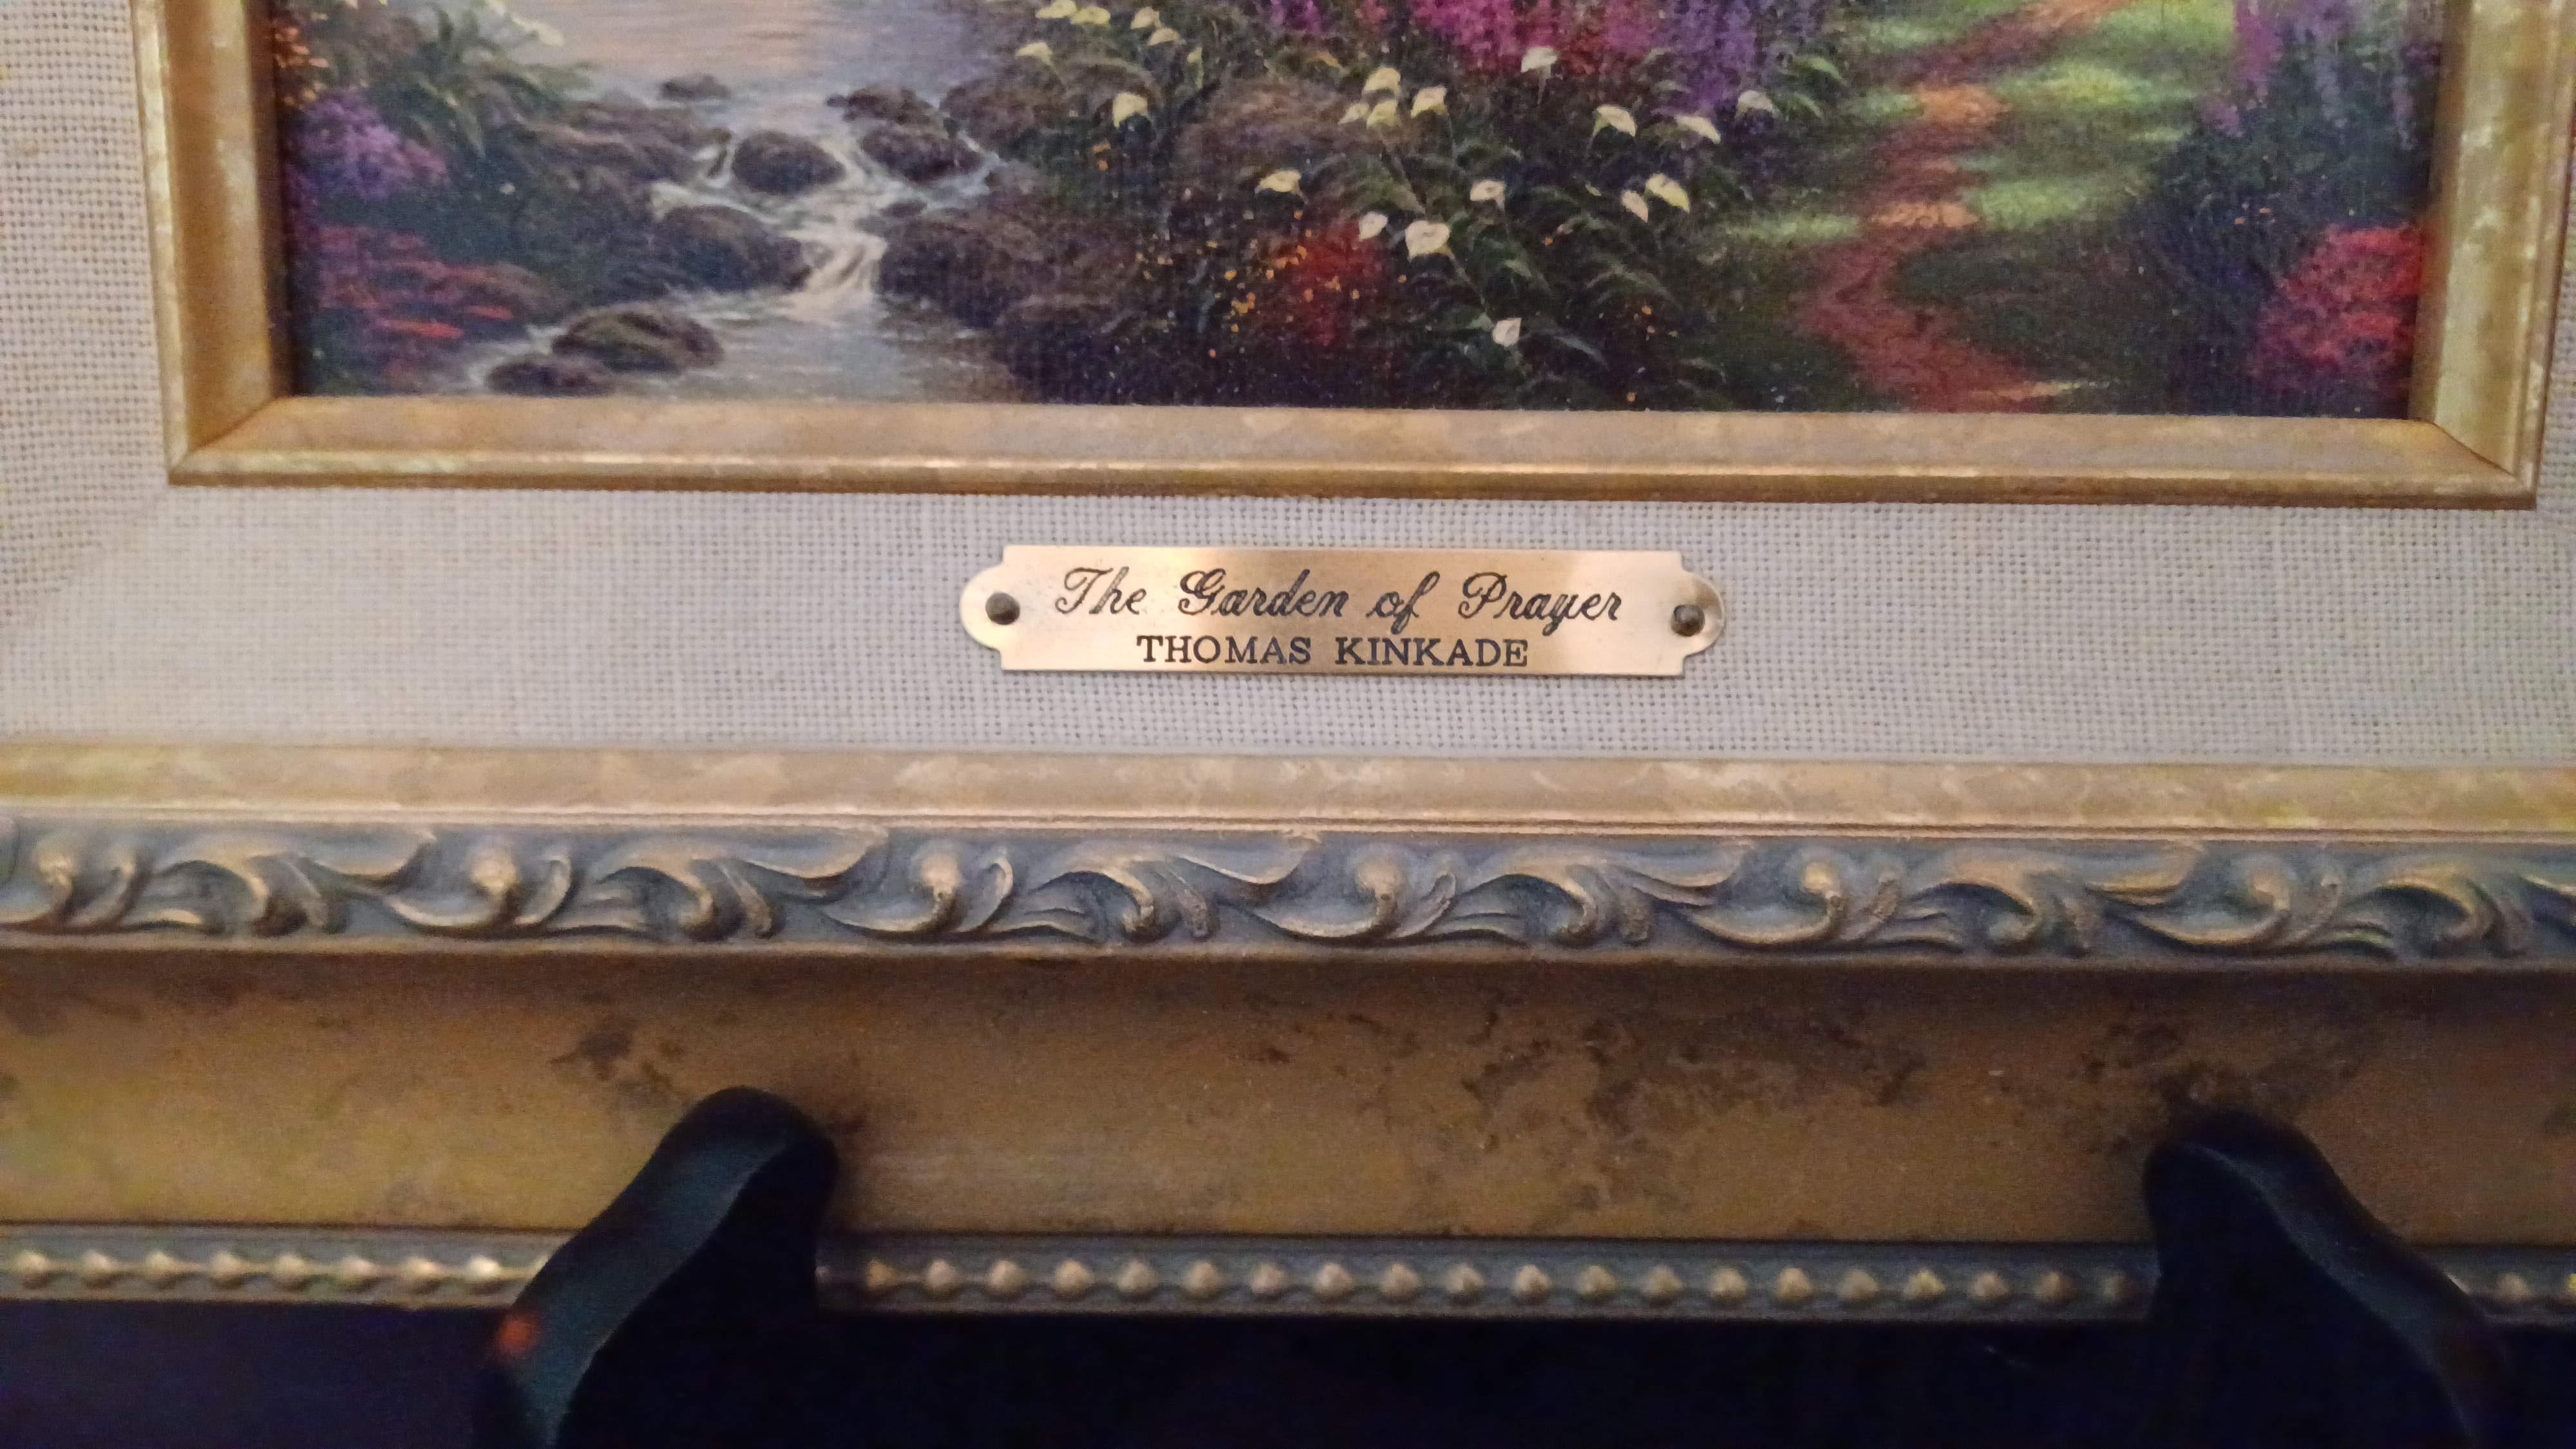 The Garden of Prayer
THOMAS KINKADE